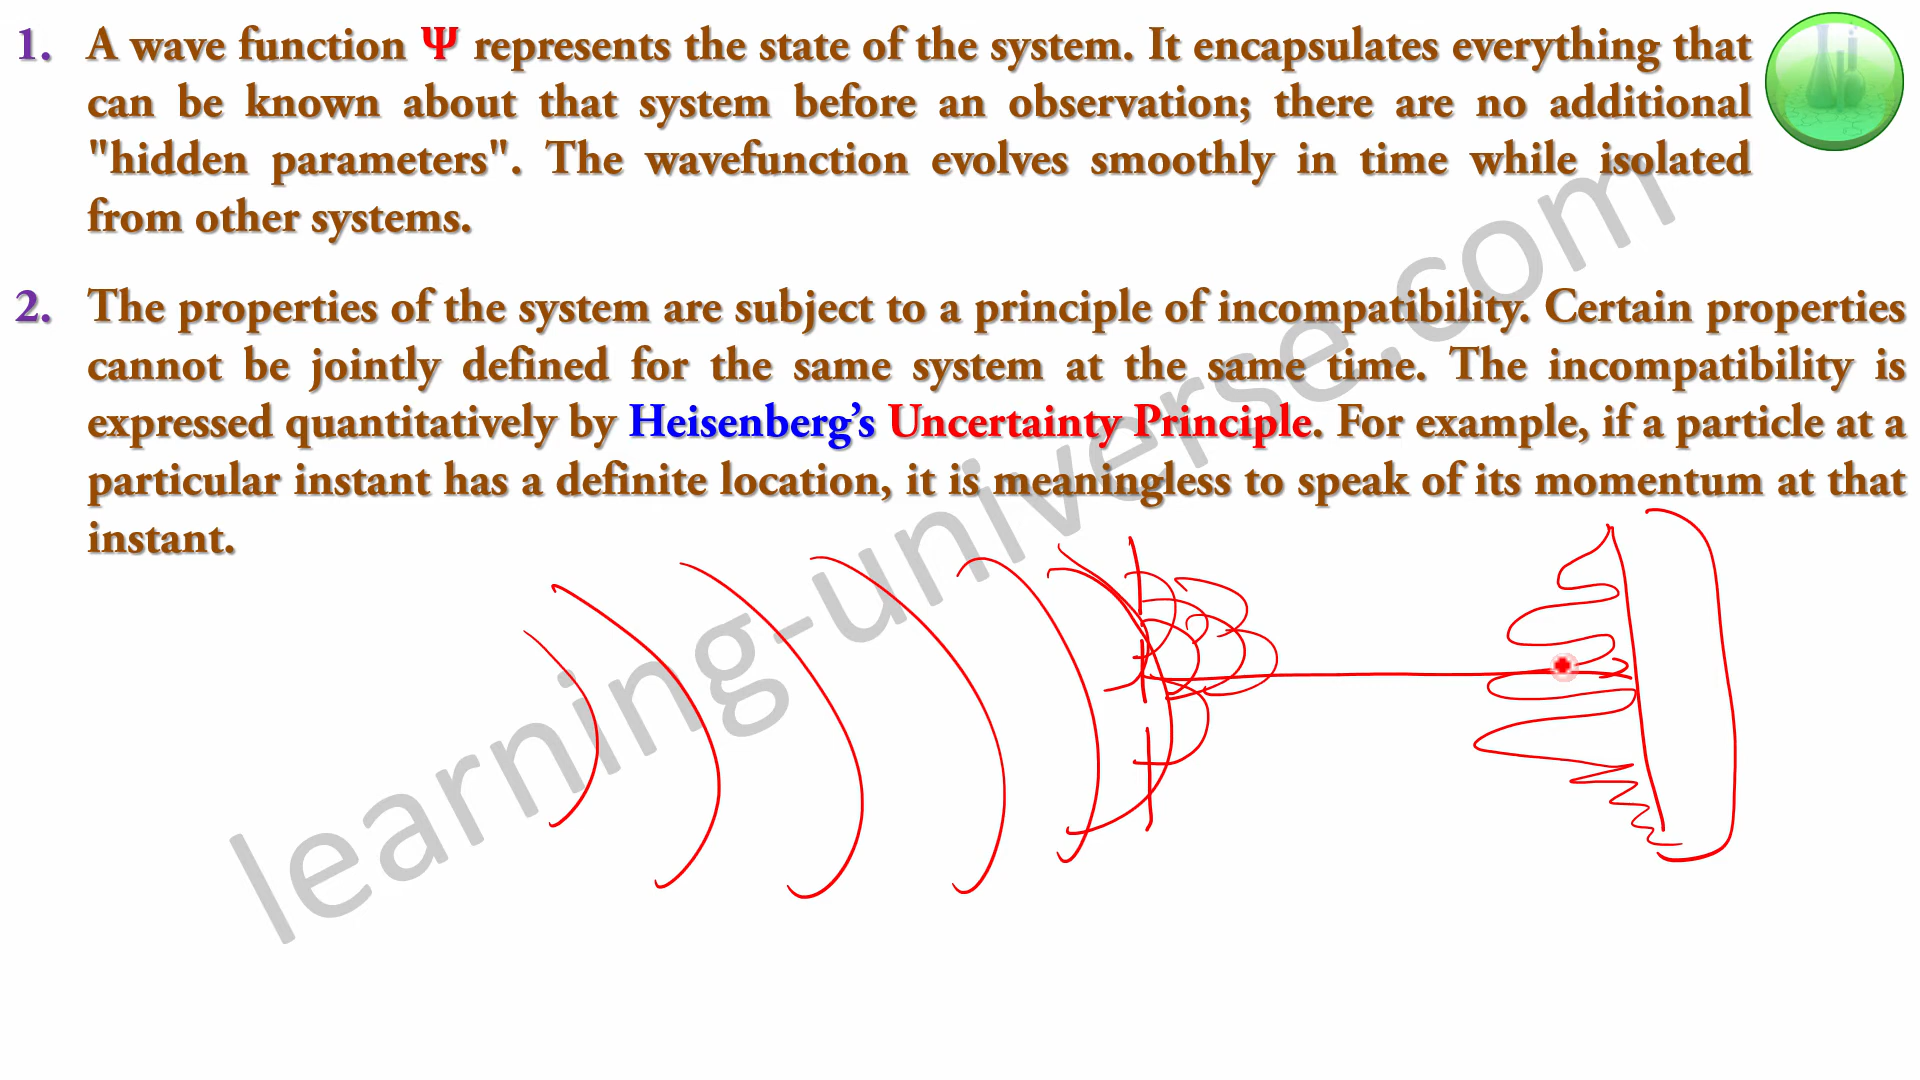 1. A wave function Ψ represents the state of the system. It encapsulates everything that
can be known about that system before an observation; there are no additional
"hidden parameters". The wavefunction evolves smoothly in time while isolated
from other systems.
2. The properties of the system are subject to a principle of incompatibility. Certain properties
cannot be jointly defined for the same system at the same time. The incompatibility is
expressed quantitatively by Heisenberg’s Uncertainty Principle. For example, if a particle at a
particular instant has a definite location, it is meaningless to speak of its momentum at that
instant.
learning-universe.com